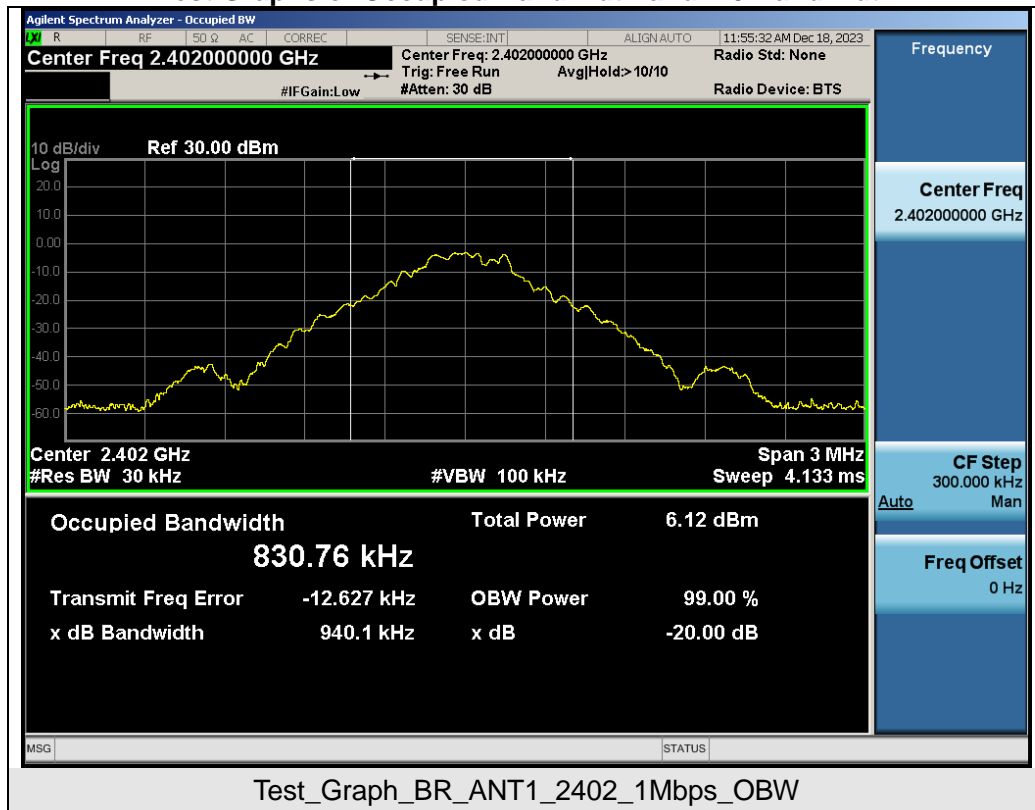 Agilent Spectrum Analyzer - Occupied BW
LXI R RF 50 Ω AC CORREC SENSE:INT ALIGN AUTO 11:55:32 AM Dec 18, 2023
Center Freq 2.402000000 GHz
Center Freq: 2.402000000 GHz
Radio Std: None
Trig: Free Run Avg|Hold:>10/10
#IFGain:Low #Atten: 30 dB
Radio Device: BTS
10 dB/div Ref 30.00 dBm
Log
20.0
10.0
0.00
-10.0
-20.0
-30.0
-40.0
-50.0
-60.0
Center 2.402 GHz Span 3 MHz
#Res BW 30 kHz #VBW 100 kHz Sweep 4.133 ms
Occupied Bandwidth Total Power 6.12 dBm
830.76 kHz
Transmit Freq Error -12.627 kHz OBW Power 99.00 %
x dB Bandwidth 940.1 kHz x dB -20.00 dB
Frequency
Center Freq
2.402000000 GHz
CF Step
300.000 kHz
Auto Man
Freq Offset
0 Hz
MSG STATUS
Test_Graph_BR_ANT1_2402_1Mbps_OBW